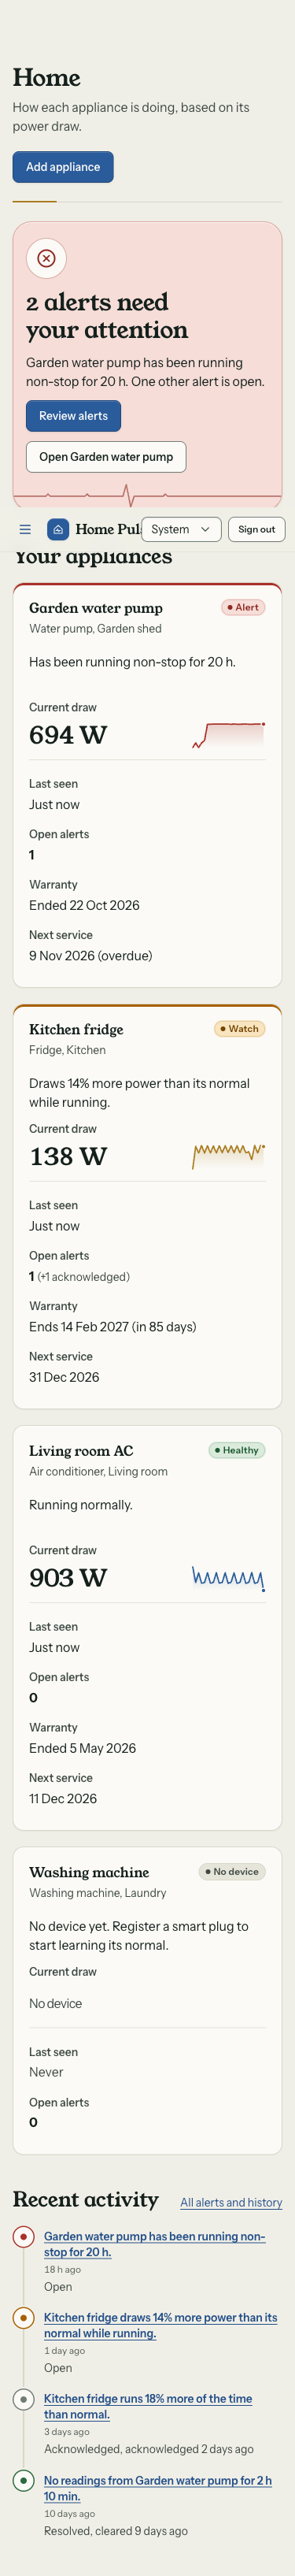 Home
How each appliance is doing, based on its
power draw.
Add appliance
2 alerts need
your attention
Garden water pump has been running
non-stop for 20 h. One other alert is open.
Review alerts
Open Garden water pump
Home Puls
System
Sign out
Your appliances
Garden water pump
Alert
Water pump, Garden shed
Has been running non-stop for 20 h.
Current draw
694 W
Last seen
Just now
Open alerts
1
Warranty
Ended 22 Oct 2026
Next service
9 Nov 2026 (overdue)
Kitchen fridge
Watch
Fridge, Kitchen
Draws 14% more power than its normal
while running.
Current draw
138 W
Last seen
Just now
Open alerts
1 (+1 acknowledged)
Warranty
Ends 14 Feb 2027 (in 85 days)
Next service
31 Dec 2026
Living room AC
Healthy
Air conditioner, Living room
Running normally.
Current draw
903 W
Last seen
Just now
Open alerts
0
Warranty
Ended 5 May 2026
Next service
11 Dec 2026
Washing machine
No device
Washing machine, Laundry
No device yet. Register a smart plug to
start learning its normal.
Current draw
No device
Last seen
Never
Open alerts
0
Recent activity
All alerts and history
Garden water pump has been running non-
stop for 20 h.
18 h ago
Open
Kitchen fridge draws 14% more power than its
normal while running.
1 day ago
Open
Kitchen fridge runs 18% more of the time
than normal.
3 days ago
Acknowledged, acknowledged 2 days ago
No readings from Garden water pump for 2 h
10 min.
10 days ago
Resolved, cleared 9 days ago